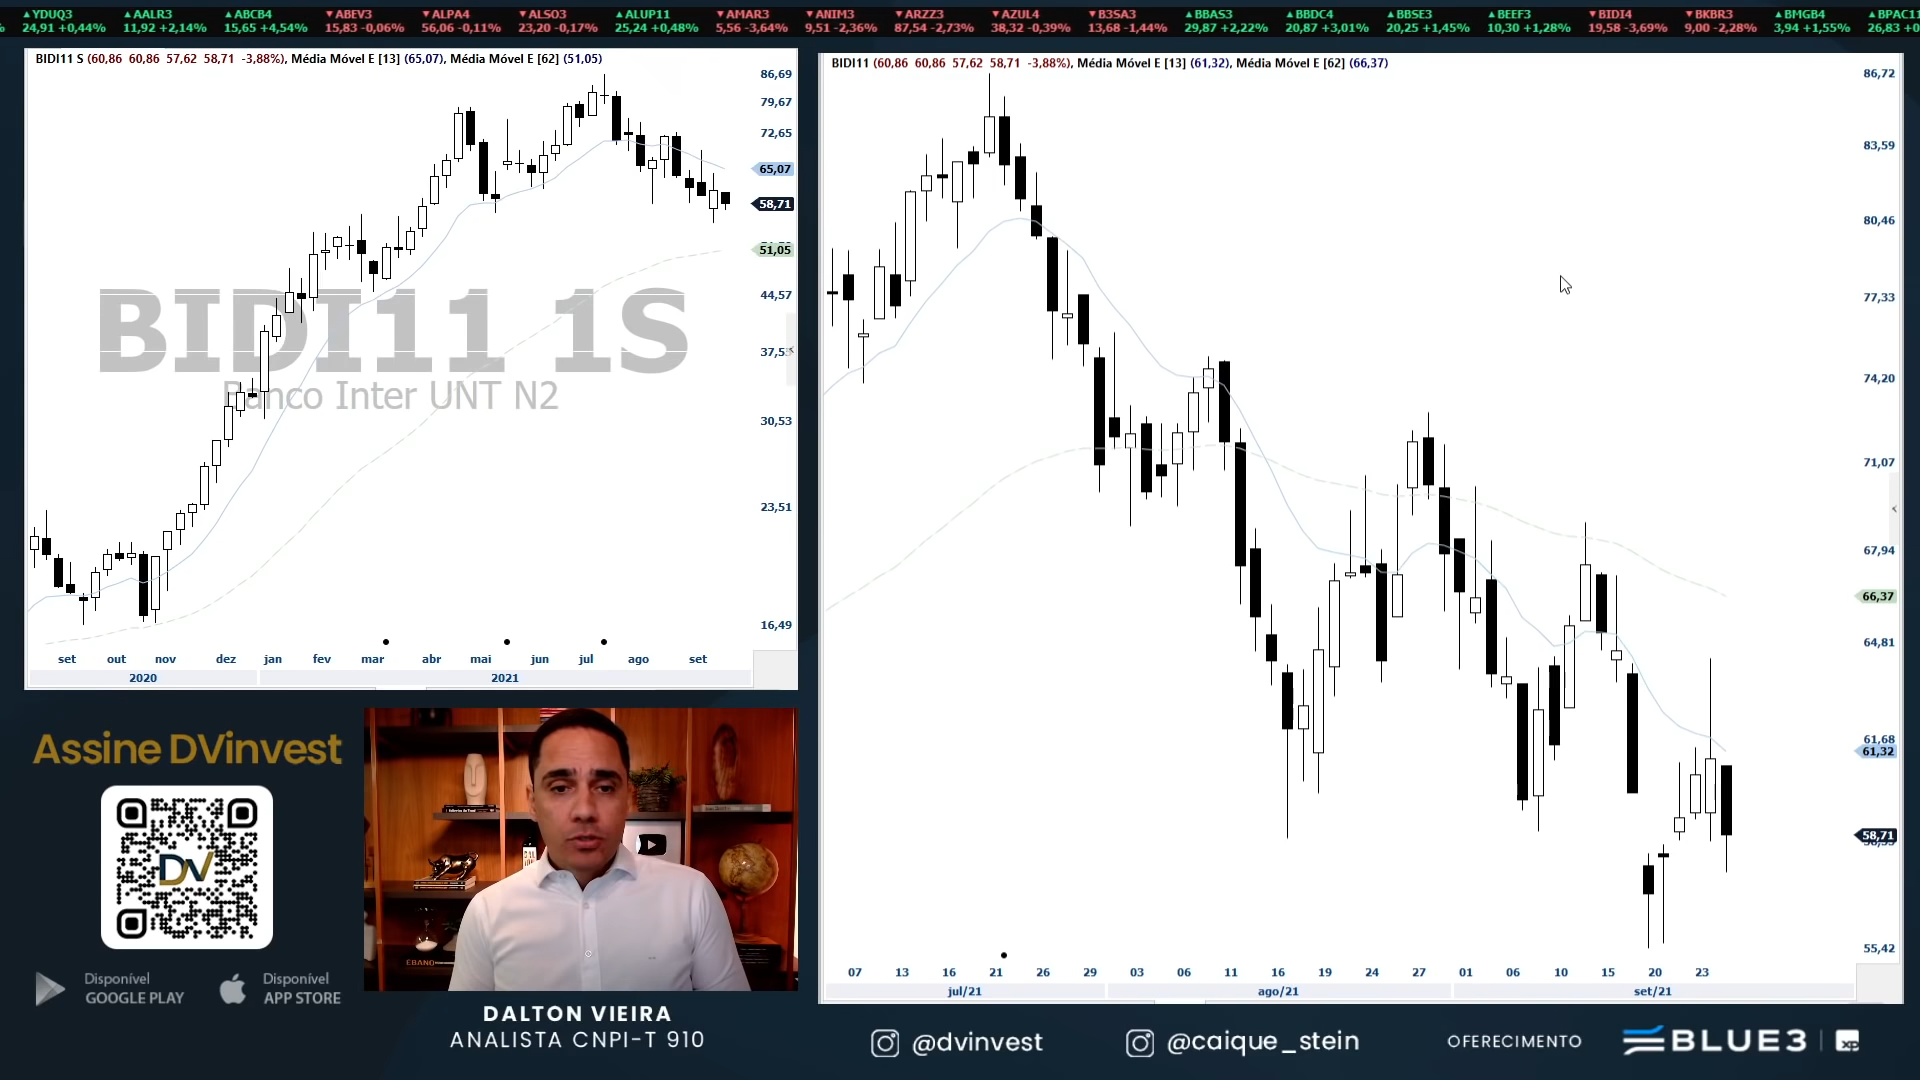 ▲YDUQ3 ▲AALR3 ▲ABCB4 ▼ABEV3 ▼ALPA4 ▼ALSO3 ▲ALUP11 ▼AMAR3 ▼ANIM3 ▼ARZZ3 ▼AZUL4 ▼B3SA3 ▲BBAS3 ▲BBDC4 ▲BBSE3 ▲BEEF3 ▼BIDI4 ▼BKBR3 ▲BMGB4 ▲BPAC11
% 24,91 +0,44% 11,92 +2,14% 15,65 +4,54% 15,83 -0,06% 56,06 -0,11% 23,20 -0,17% 25,24 +0,48% 5,56 -3,64% 9,51 -2,36% 87,54 -2,73% 38,32 -0,39% 13,68 -1,44% 29,87 +2,22% 20,87 +3,01% 20,25 +1,45% 10,30 +1,28% 19,58 -3,69% 9,00 -2,28% 3,94 +1,55% 26,83 +0
BIDI11 S (60,86 60,86 57,62 58,71 -3,88%), Média Móvel E [13] (65,07), Média Móvel E [62] (51,05)
86,69
79,67
72,65
65,07
58,71
51,05
44,57
37,53
30,53
23,51
16,49
BIDI11 1S
Banco Inter UNT N2
set out nov dez jan fev mar abr mai jun jul ago set
2020 2021
BIDI11 (60,86 60,86 57,62 58,71 -3,88%), Média Móvel E [13] (61,32), Média Móvel E [62] (66,37)
86,72
83,59
80,46
77,33
74,20
71,07
67,94
66,37
64,81
61,68
61,32
58,71
55,42
07 13 16 21 26 29 03 06 11 16 19 24 27 01 06 10 15 20 23
jul/21 ago/21 set/21
Assine DVinvest
DV
Disponível
GOOGLE PLAY
Disponível
APP STORE
EBANO
DALTON VIEIRA
ANALISTA CNPI-T 910
@dvinvest
@caique_stein
OFERECIMENTO
BLUE3
xp